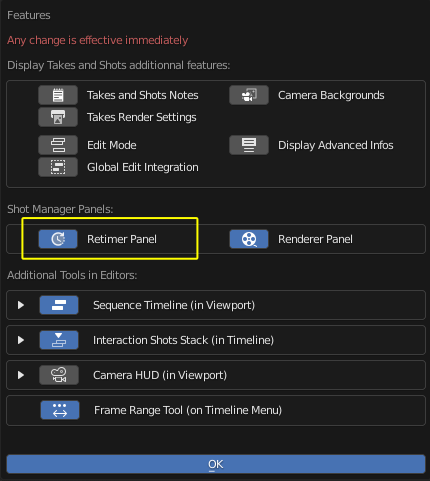 Features
Any change is effective immediately
Display Takes and Shots additionnal features:
Takes and Shots Notes
Camera Backgrounds
Takes Render Settings
Edit Mode
Display Advanced Infos
Global Edit Integration
Shot Manager Panels:
Retimer Panel
Renderer Panel
Additional Tools in Editors:
Sequence Timeline (in Viewport)
Interaction Shots Stack (in Timeline)
Camera HUD (in Viewport)
Frame Range Tool (on Timeline Menu)
OK